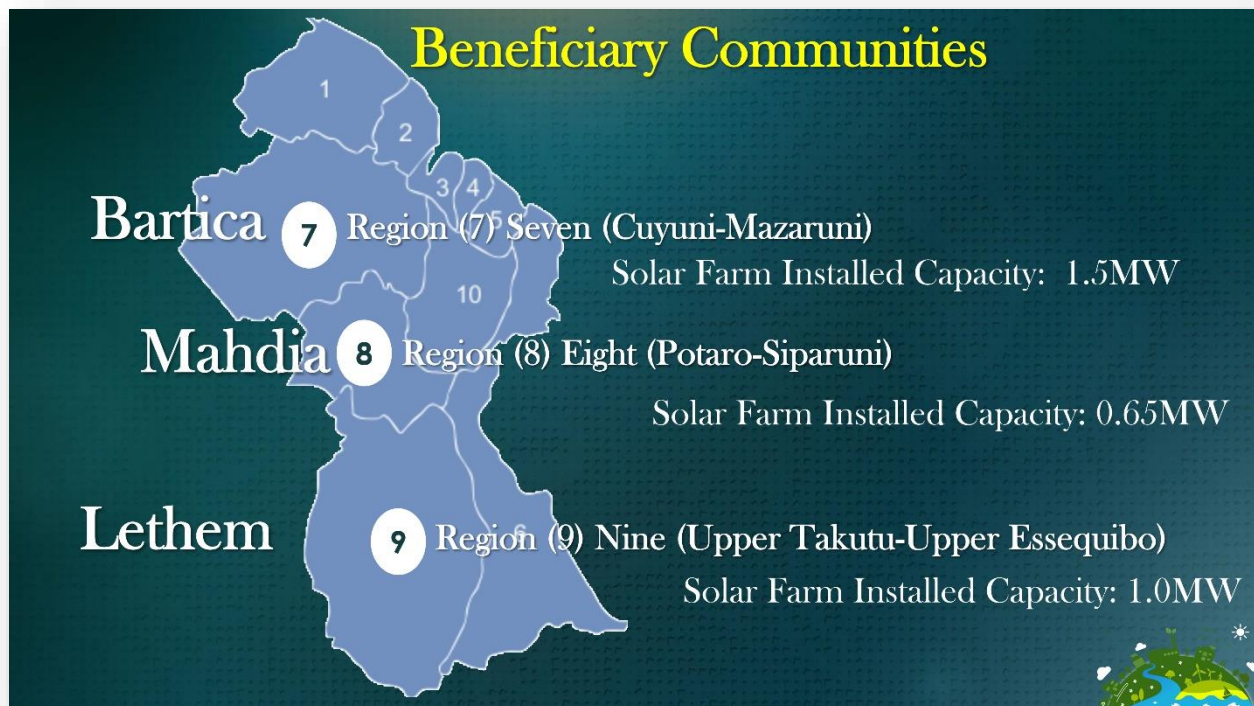 Beneficiary Communities
1
2
3
4
5
Bartica
7
Region (7) Seven (Cuyuni-Mazaruni)
Solar Farm Installed Capacity: 1.5MW
10
Mahdia
8
Region (8) Eight (Potaro-Siparuni)
Solar Farm Installed Capacity: 0.65MW
Lethem
9
Region (9) Nine (Upper Takutu-Upper Essequibo)
6
Solar Farm Installed Capacity: 1.0MW